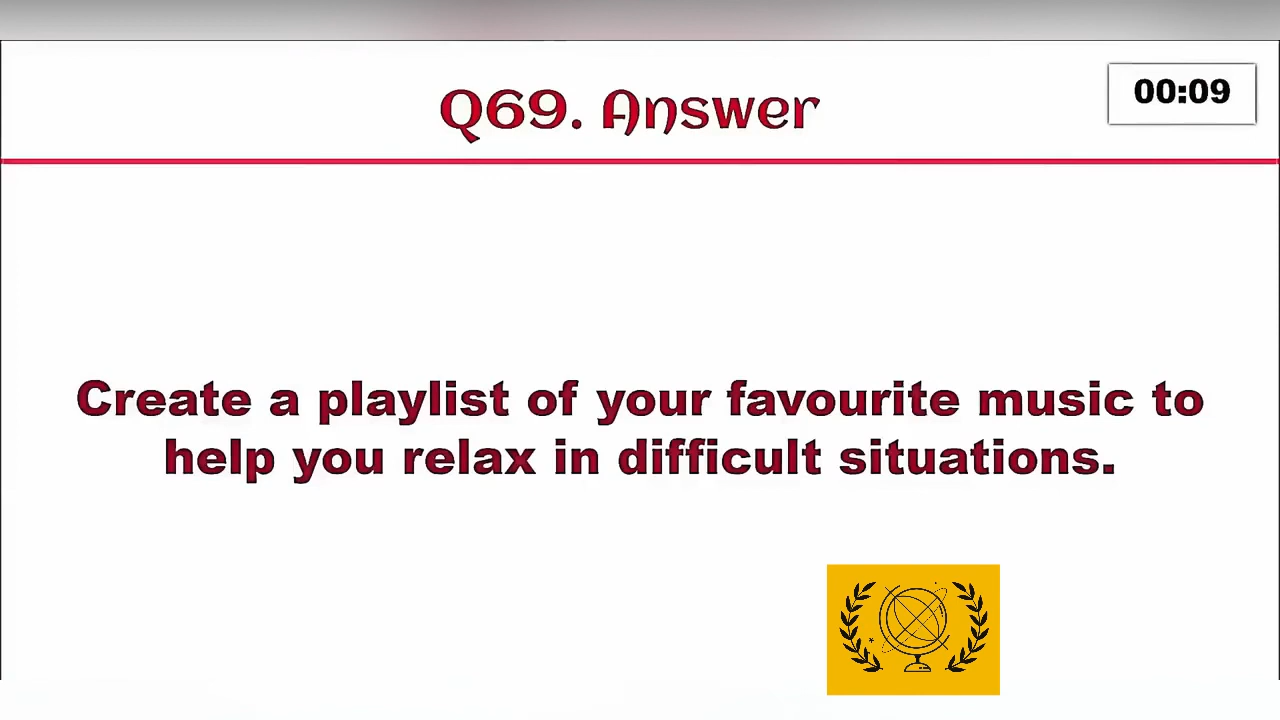 Q69. Answer
00:09
Create a playlist of your favourite music to
help you relax in difficult situations.